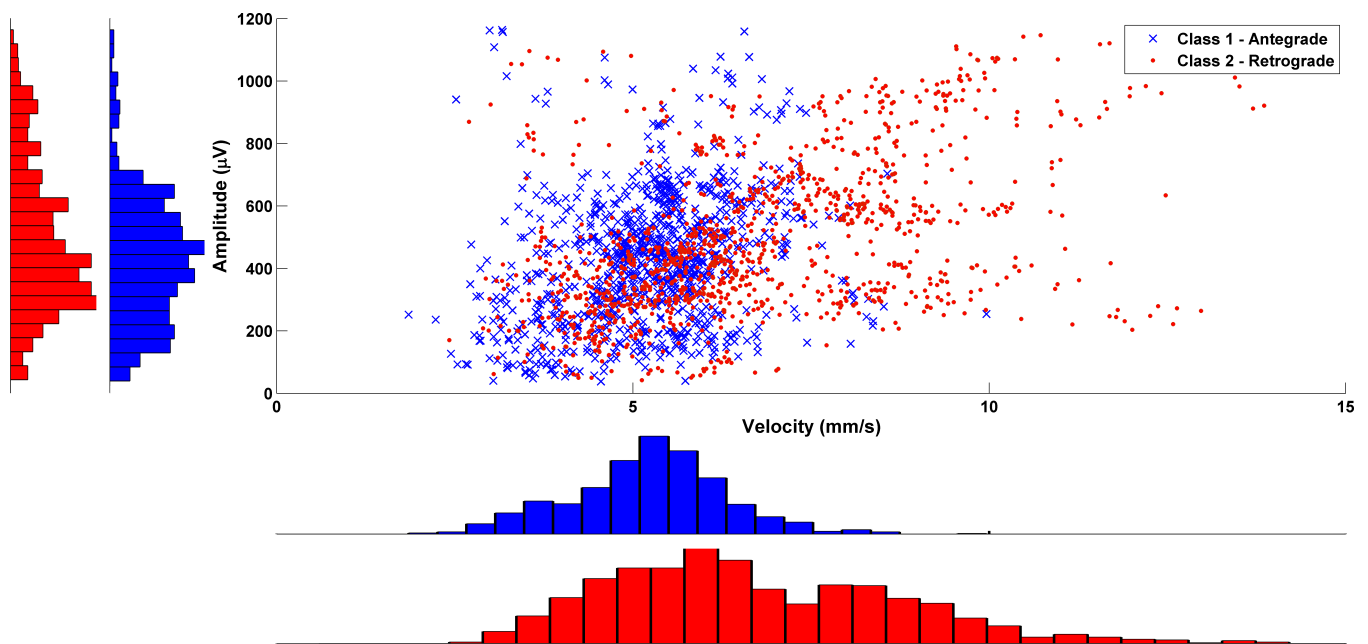 1200
1000
800
600
400
200
0
Amplitude (μV)
0
5
10
15
Velocity (mm/s)
Class 1 - Antegrade
Class 2 - Retrograde